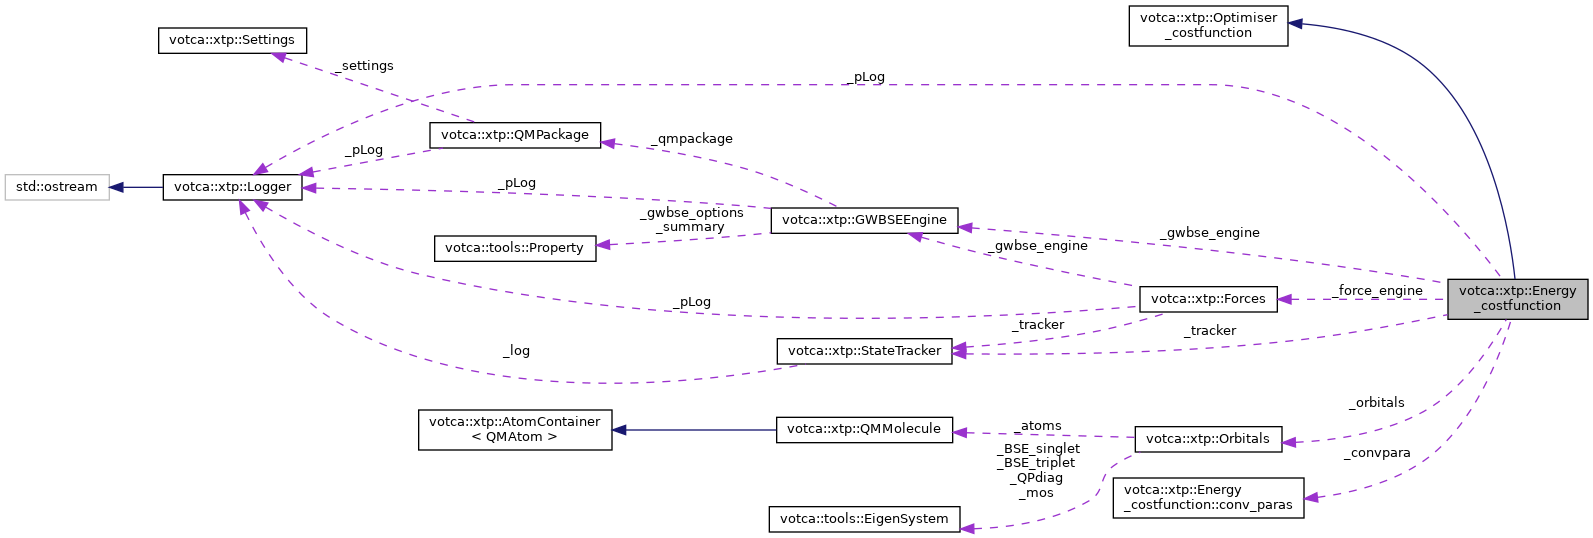 votca::xtp::Optimiser
_costfunction
votca::xtp::Settings
_settings
_pLog
votca::xtp::QMPackage
_qmpackage
_pLog
std::ostream
votca::xtp::Logger
_pLog
_gwbse_options
_summary
votca::xtp::GWBSEEngine
votca::tools::Property
_gwbse_engine
_gwbse_engine
votca::xtp::Energy
_costfunction
_force_engine
votca::xtp::Forces
_pLog
_tracker
_tracker
_log
votca::xtp::StateTracker
_orbitals
votca::xtp::AtomContainer
< QMAtom >
votca::xtp::QMMolecule
_atoms
votca::xtp::Orbitals
_BSE_singlet
_BSE_triplet
_QPdiag
_mos
_convpara
votca::xtp::Energy
_costfunction::conv_paras
votca::tools::EigenSystem